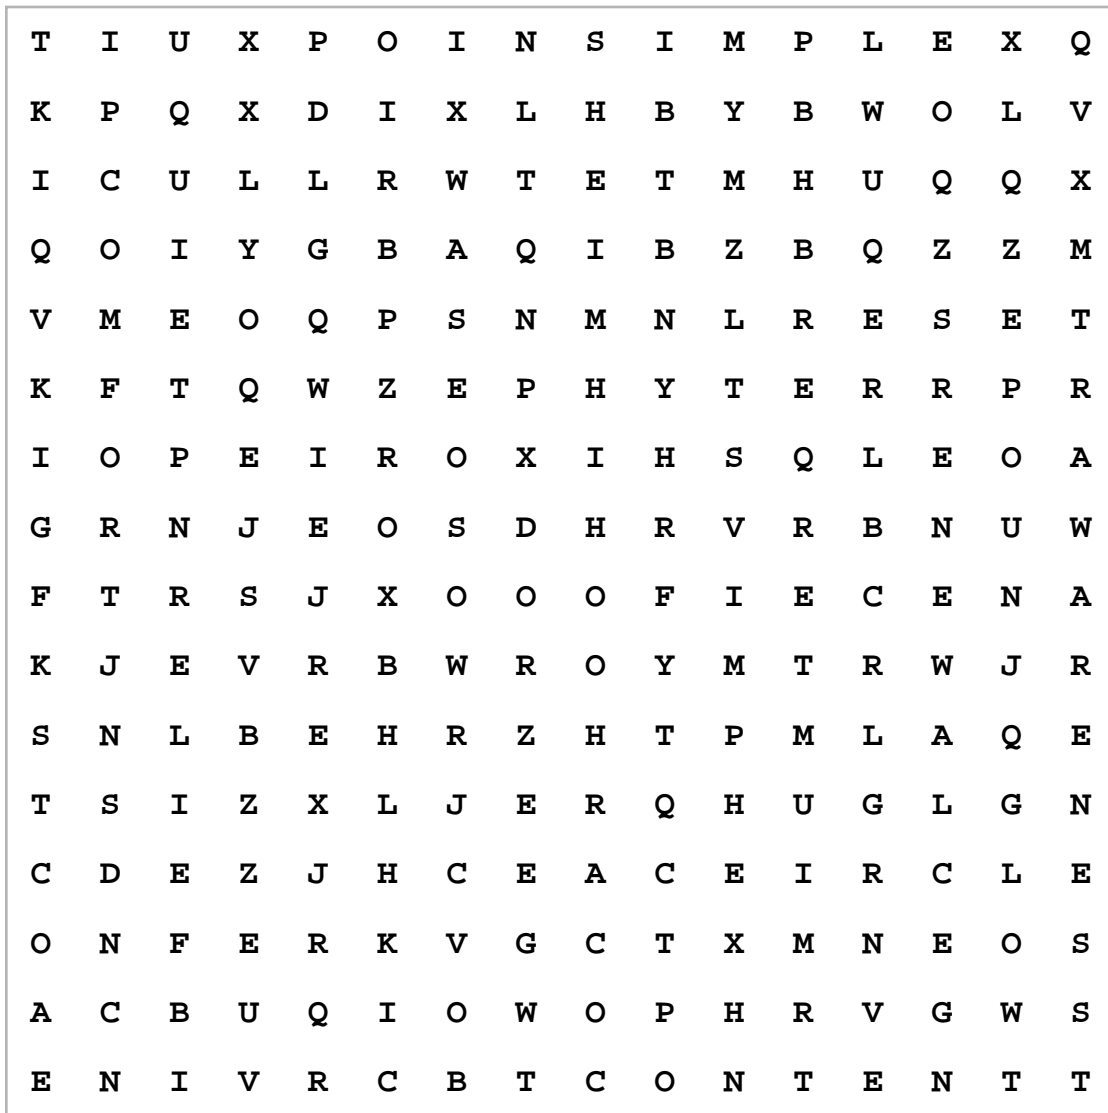 T I U X P O I N S I M P L E X Q
K P Q X D I X L H B Y B W O L V
I C U L L R W T E T M H U Q Q X
Q O I Y G B A Q I B Z B Q Z Z M
V M E O Q P S N M N L R E S E T
K F T Q W Z E P H Y T E R R P R
I O P E I R O X I H S Q L E O A
G R N J E O S D H R V R B N U W
F T R S J X O O O F I E C E N A
K J E V R B W R O Y M T R W J R
S N L B E H R Z H T P M L A Q E
T S I Z X L J E R Q H U G L G N
C D E Z J H C E A C E I R C L E
O N F E R K V G C T X M N E O S
A C B U Q I O W O P H R V G W S
E N I V R C B T C O N T E N T T